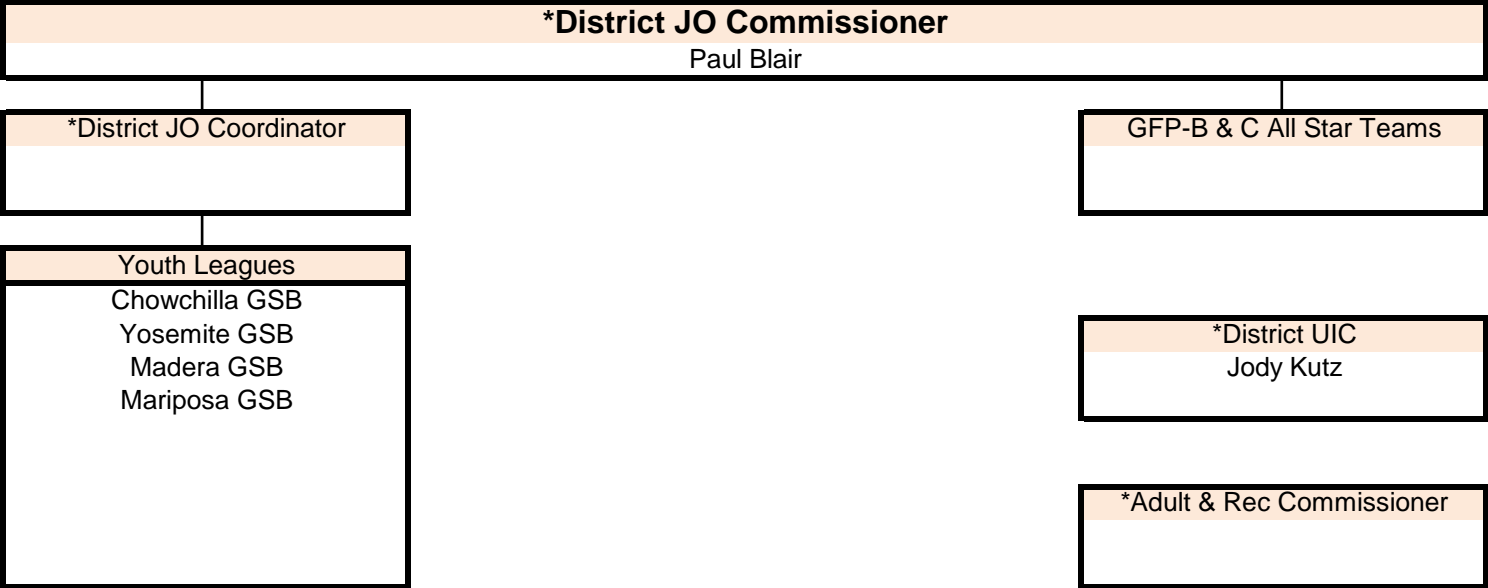 *District JO Commissioner
Paul Blair
*District JO Coordinator
GFP-B & C All Star Teams
Youth Leagues
Chowchilla GSB
Yosemite GSB
Madera GSB
Mariposa GSB
*District UIC
Jody Kutz
*Adult & Rec Commissioner